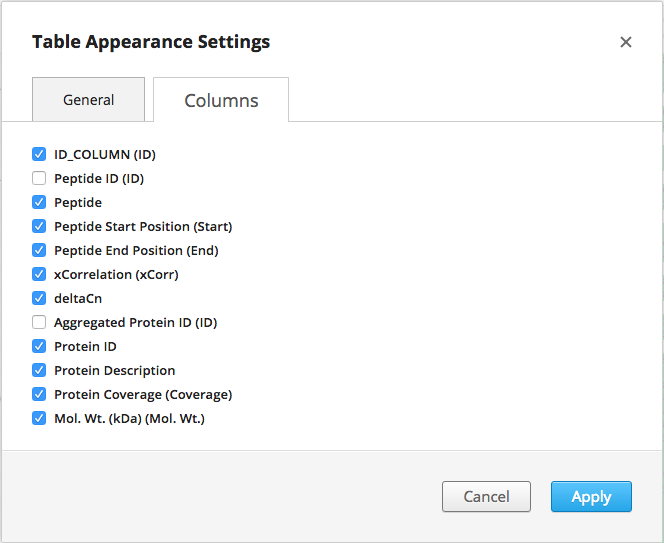 Table Appearance Settings
General
Columns
ID_COLUMN (ID)
Peptide ID (ID)
Peptide
Peptide Start Position (Start)
Peptide End Position (End)
xCorrelation (xCorr)
deltaCn
Aggregated Protein ID (ID)
Protein ID
Protein Description
Protein Coverage (Coverage)
Mol. Wt. (kDa) (Mol. Wt.)
Cancel
Apply